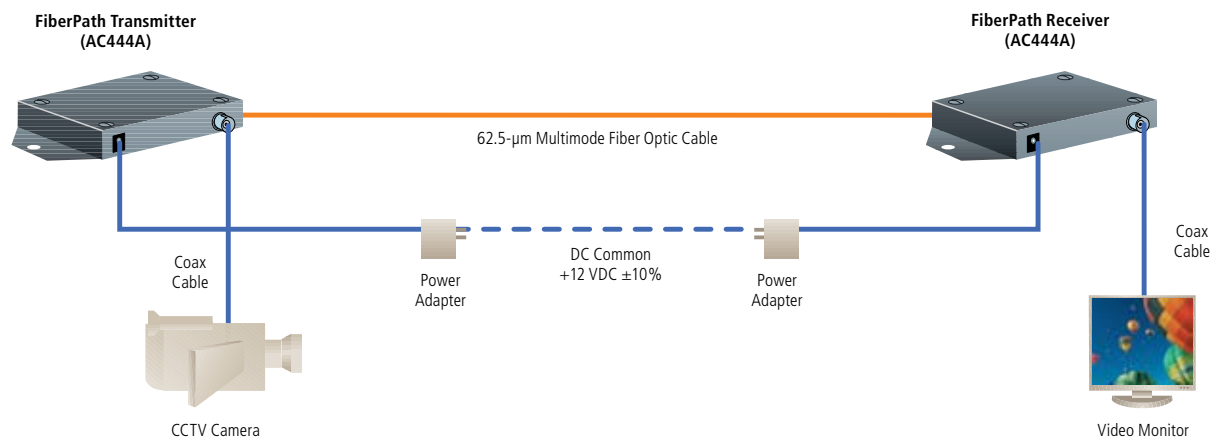 FiberPath Transmitter
(AC444A)
FiberPath Receiver
(AC444A)
62.5-µm Multimode Fiber Optic Cable
Coax
Cable
Power
Adapter
DC Common
+12 VDC ±10%
Power
Adapter
Coax
Cable
CCTV Camera
Video Monitor